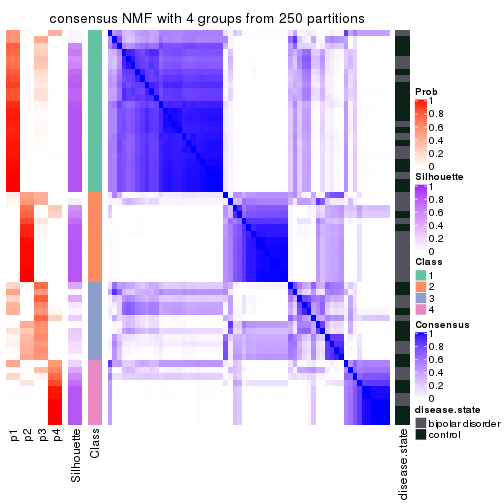 consensus NMF with 4 groups from 250 partitions
Prob
1
0.8
0.6
0.4
0.2
0
Silhouette
1
0.8
0.6
0.4
0.2
0
Class
1
2
3
4
Consensus
1
0.8
0.6
0.4
0.2
0
disease.state
bipolar disorder
control
p1
p2
p3
p4
Silhouette
Class
disease.state